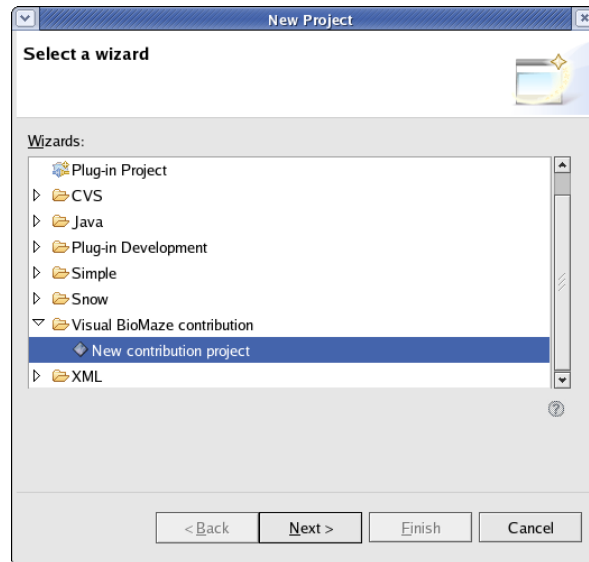 New Project
Select a wizard
Wizards:
Plug-in Project
CVS
Java
Plug-in Development
Simple
Snow
Visual BioMaze contribution
New contribution project
XML
?
< Back Next > Finish Cancel